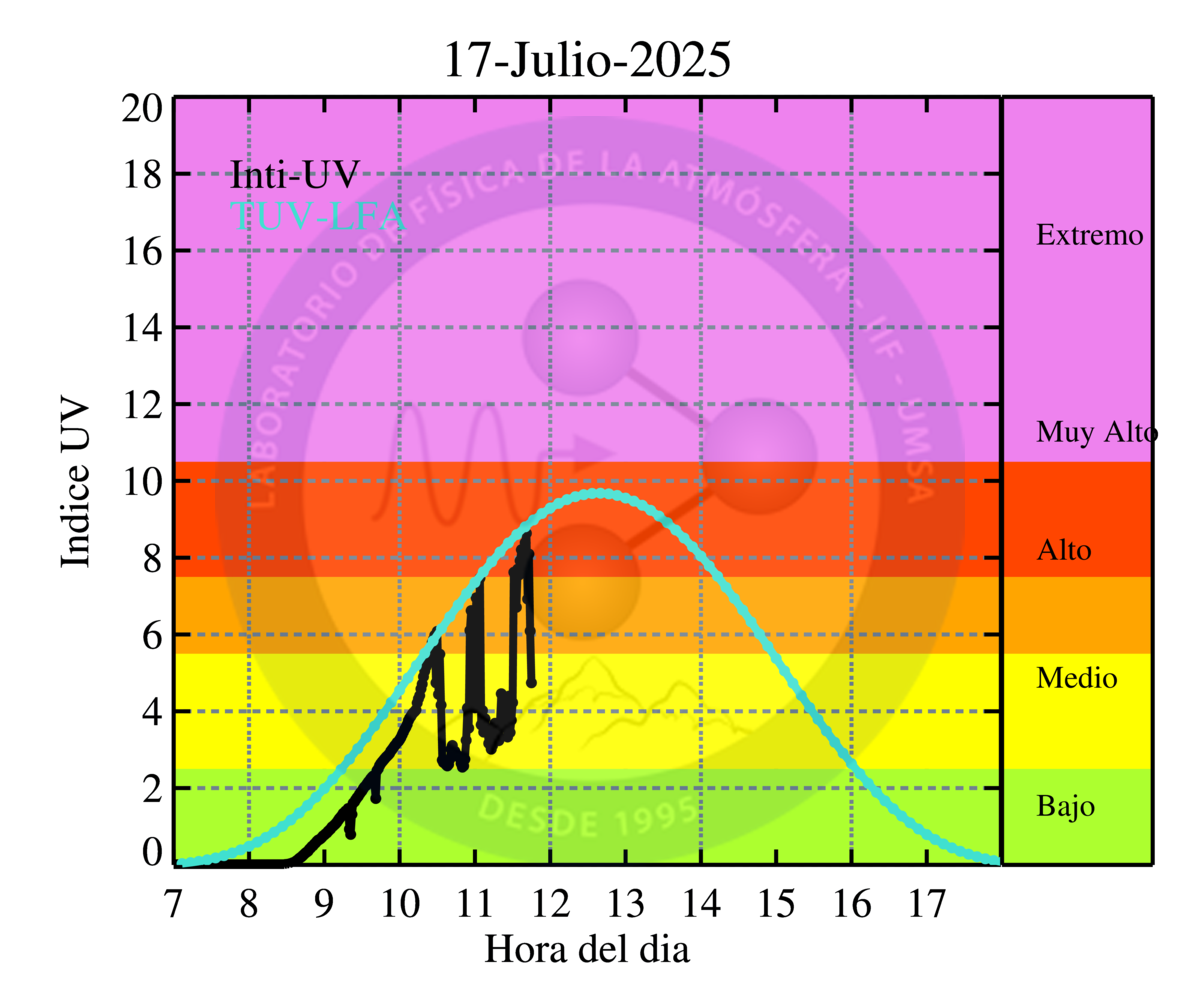 17-Julio-2025
20
18
16
14
12
10
8
6
4
2
0
Indice UV
Inti-UV
TUV-LFA
LABORATORIO DE FÍSICA DE LA ATMÓSFERA - IIF - UMSA
DESDE 1995
Extremo
Muy Alto
Alto
Medio
Bajo
7 8 9 10 11 12 13 14 15 16 17
Hora del dia